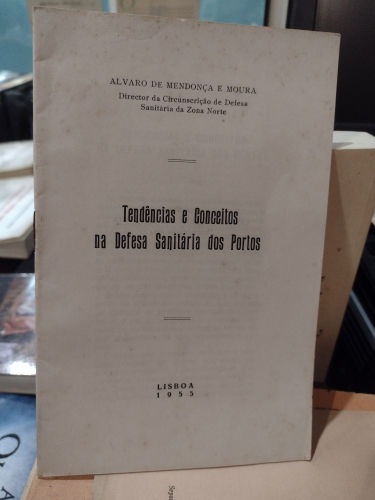 ALVARO DE MENDONÇA E MOURA
Director da Circunscrição de Defesa
Sanitária da Zona Norte
Tendências e Conceitos
na Defesa Sanitária dos Portos
LISBOA
1955